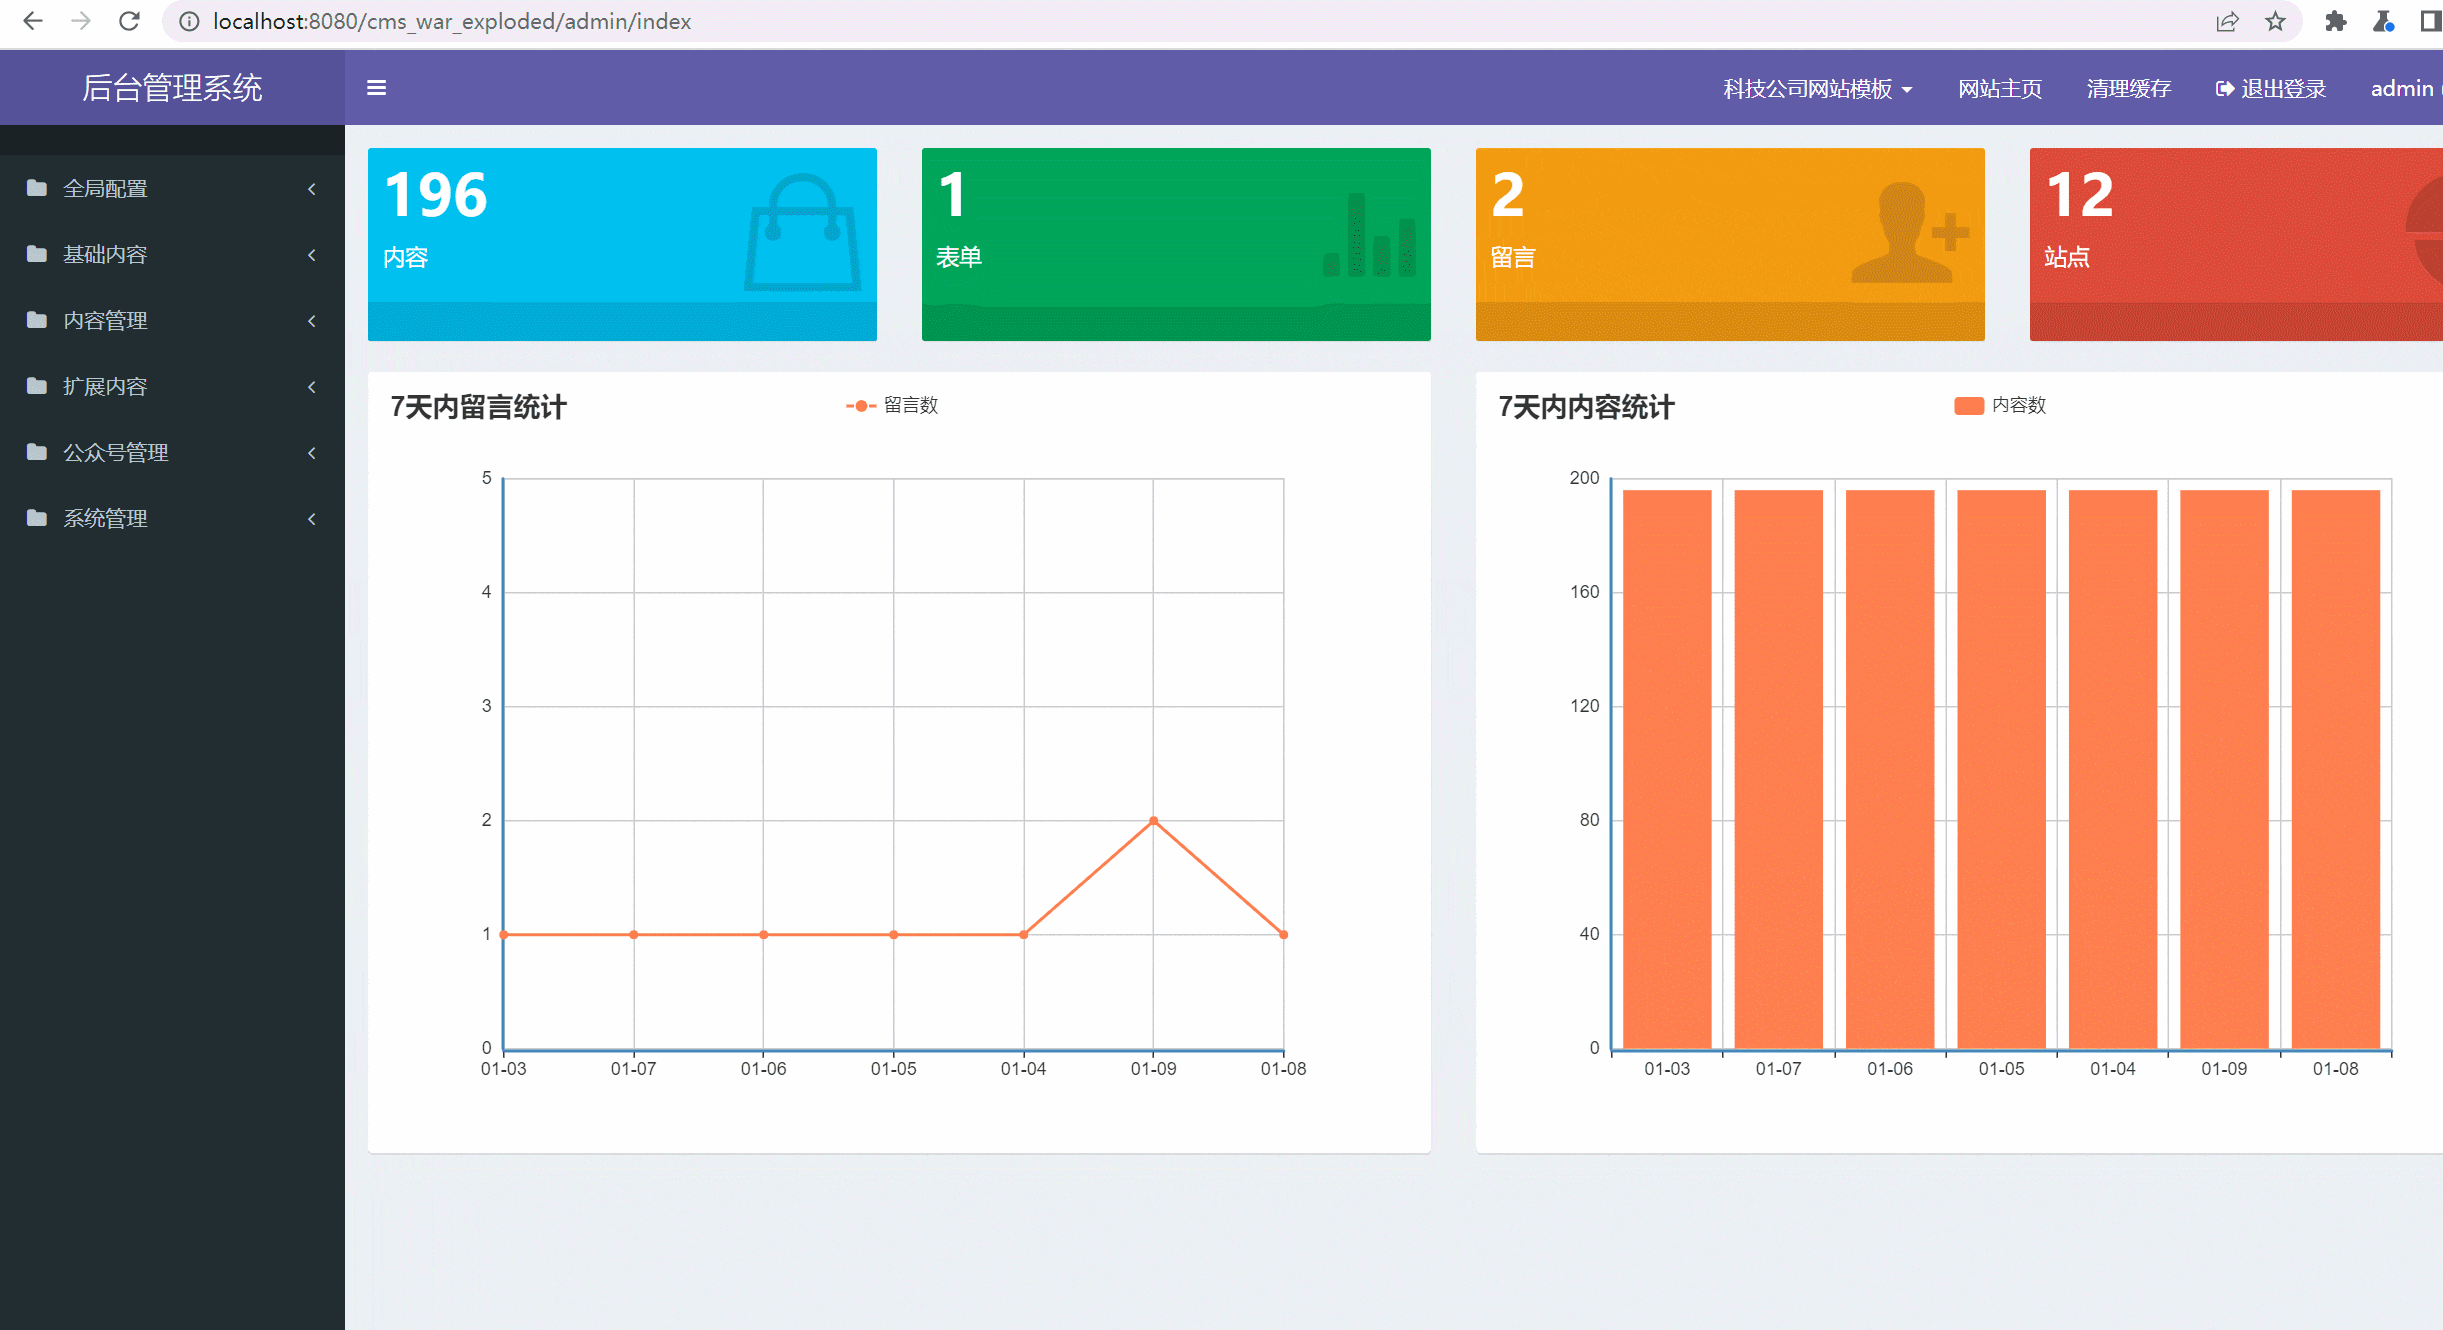 localhost:8080/cms_war_exploded/admin/index
后台管理系统
科技公司网站模板 网站主页 清理缓存 退出登录 admin
全局配置
基础内容
内容管理
扩展内容
公众号管理
系统管理
196
内容
1
表单
2
留言
12
站点
7天内留言统计
留言数
5
4
3
2
1
0
01-03 01-07 01-06 01-05 01-04 01-09 01-08
7天内内容统计
内容数
200
160
120
80
40
0
01-03 01-07 01-06 01-05 01-04 01-09 01-08